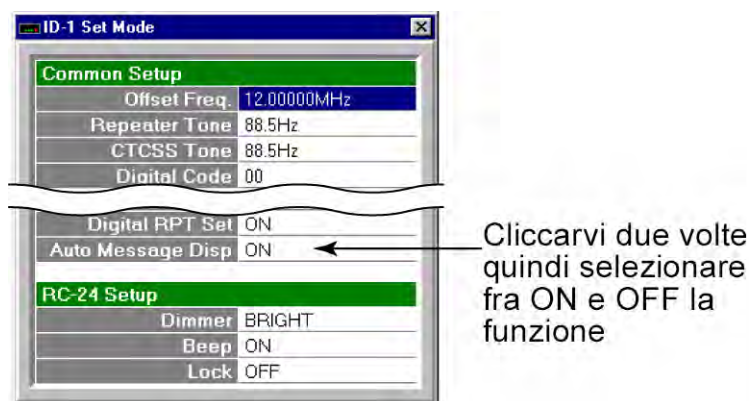 ID-1 Set Mode
Common Setup
Offset Freq. 12.00000MHz
Repeater Tone 88.5Hz
CTCSS Tone 88.5Hz
Digital Code 00
Digital RPT Set ON
Auto Message Disp ON
Cliccarvi due volte
quindi selezionare
fra ON e OFF la
funzione
RC-24 Setup
Dimmer BRIGHT
Beep ON
Lock OFF